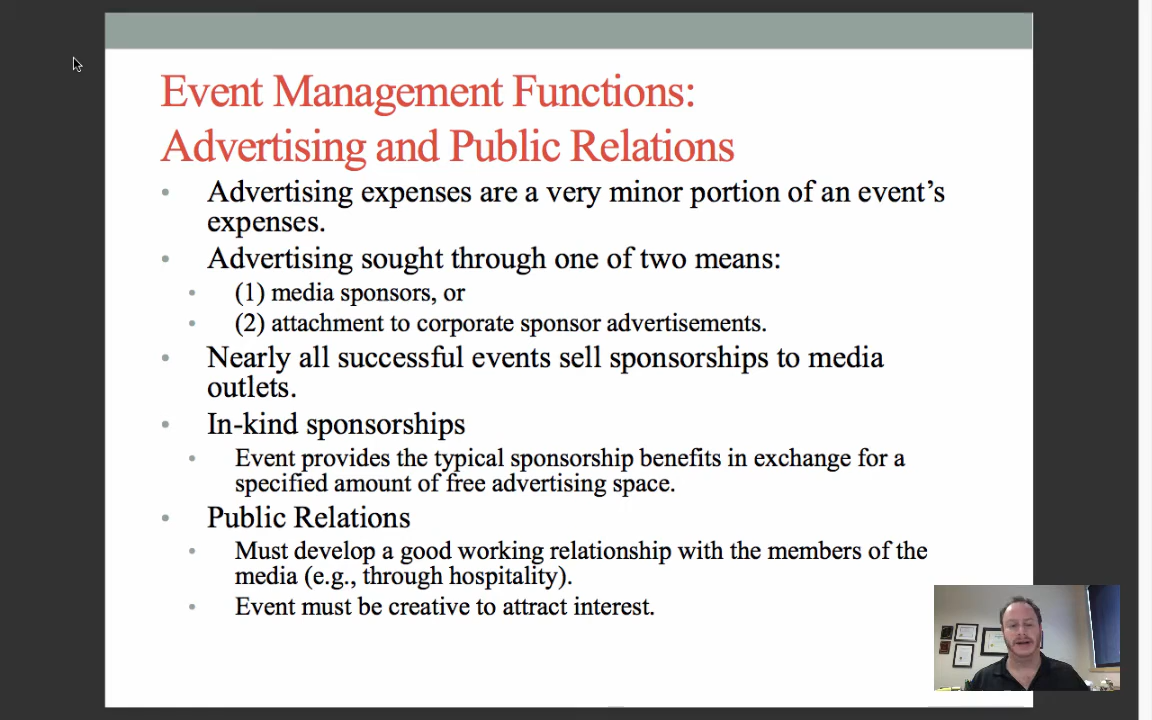 Event Management Functions:
Advertising and Public Relations
• Advertising expenses are a very minor portion of an event’s
expenses.
• Advertising sought through one of two means:
• (1) media sponsors, or
• (2) attachment to corporate sponsor advertisements.
• Nearly all successful events sell sponsorships to media
outlets.
• In-kind sponsorships
• Event provides the typical sponsorship benefits in exchange for a
specified amount of free advertising space.
• Public Relations
• Must develop a good working relationship with the members of the
media (e.g., through hospitality).
• Event must be creative to attract interest.